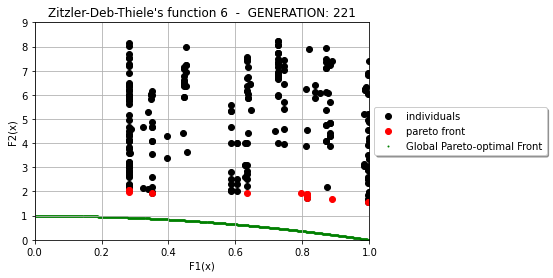 Zitzler-Deb-Thiele's function 6 - GENERATION: 221
9
8
7
6
5
4
3
2
1
0
F2(x)
0.0 0.2 0.4 0.6 0.8 1.0
F1(x)
individuals
pareto front
Global Pareto-optimal Front